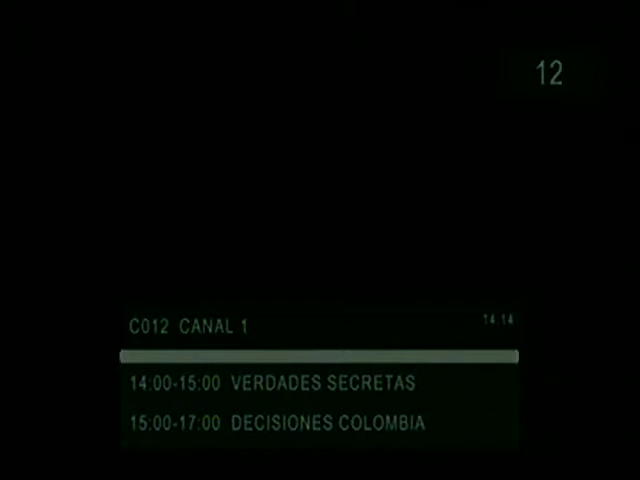 12
C012 CANAL 1
14:14
14:00-15:00 VERDADES SECRETAS
15:00-17:00 DECISIONES COLOMBIA